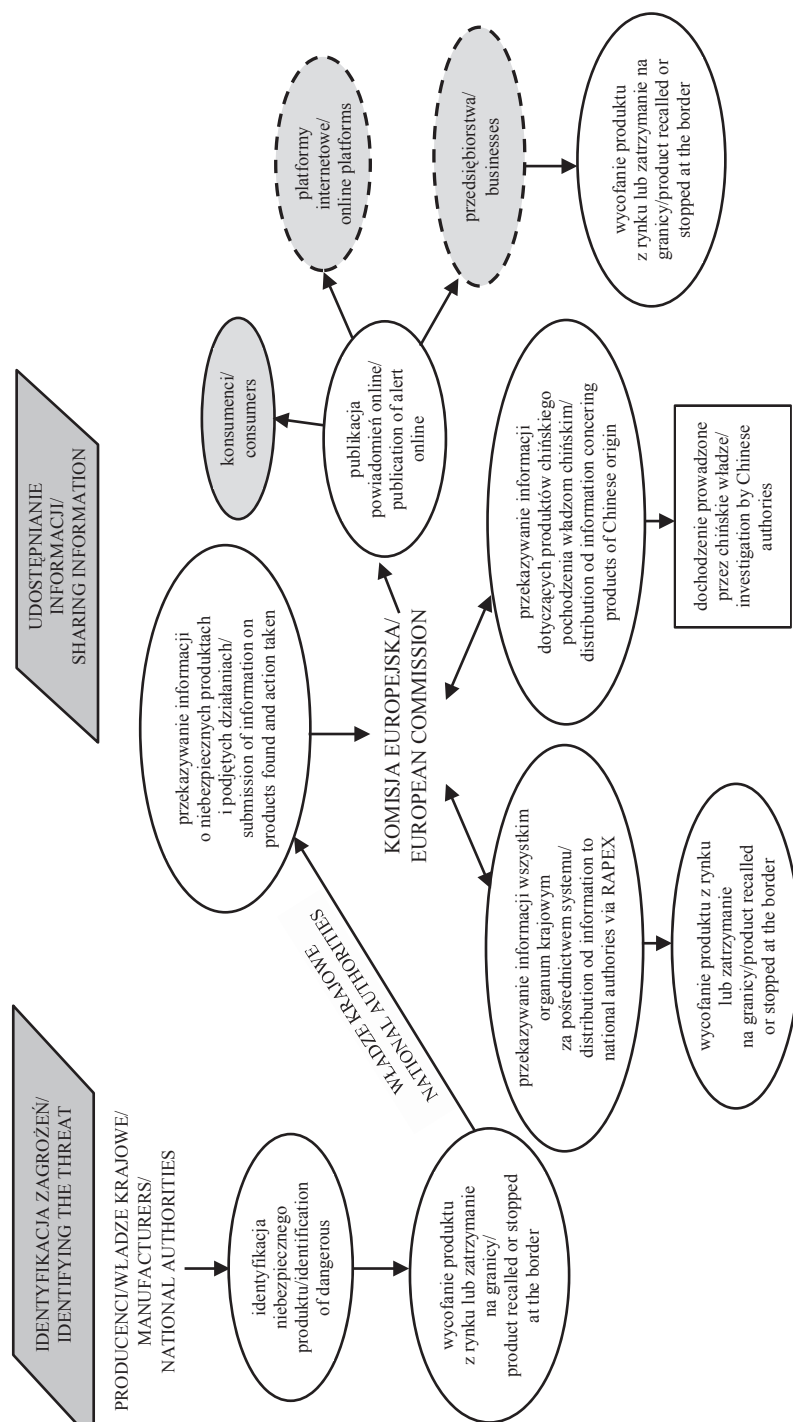 IDENTYFIKACJA ZAGROŻEŃ/
IDENTIFYING THE THREAT
PRODUCENCI/WŁADZE KRAJOWE/
MANUFACTURERS/
NATIONAL AUTHORITIES
identyfikacja
niebezpiecznego
produktu/identification
of dangerous
wycofanie produktu
z rynku lub zatrzymanie
na granicy/
product recalled or stopped
at the border
WŁADZE KRAJOWE
NATIONAL AUTHORITIES
UDOSTĘPNIANIE
INFORMACJI/
SHARING INFORMATION
przekazywanie informacji
o niebezpiecznych produktach
i podjętych działaniach/
submission of information on
products found and action taken
KOMISJA EUROPEJSKA/
EUROPEAN COMMISSION
przekazywanie informacji wszystkim
organum krajowym
za pośrednictwem systemu/
distribution od information to
national authories via RAPEX
wycofanie produktu z rynku
lub zatrzymanie
na granicy/product recalled
or stopped at the border
przekazywanie informacji
dotyczących produktów chińskiego
pochodzenia władzom chińskim/
distribution od information concering
products of Chinese origin
dochodzenie prowadzone
przez chińskie władze/
investigation by Chinese
authories
publikacja
powiadomień online/
publication of alert
online
konsumenci/
consumers
platformy
internetowe/
online platforms
przedsiębiorstwa/
businesses
wycofanie produktu
z rynku lub zatrzymanie na
granicy/product recalled or
stopped at the border